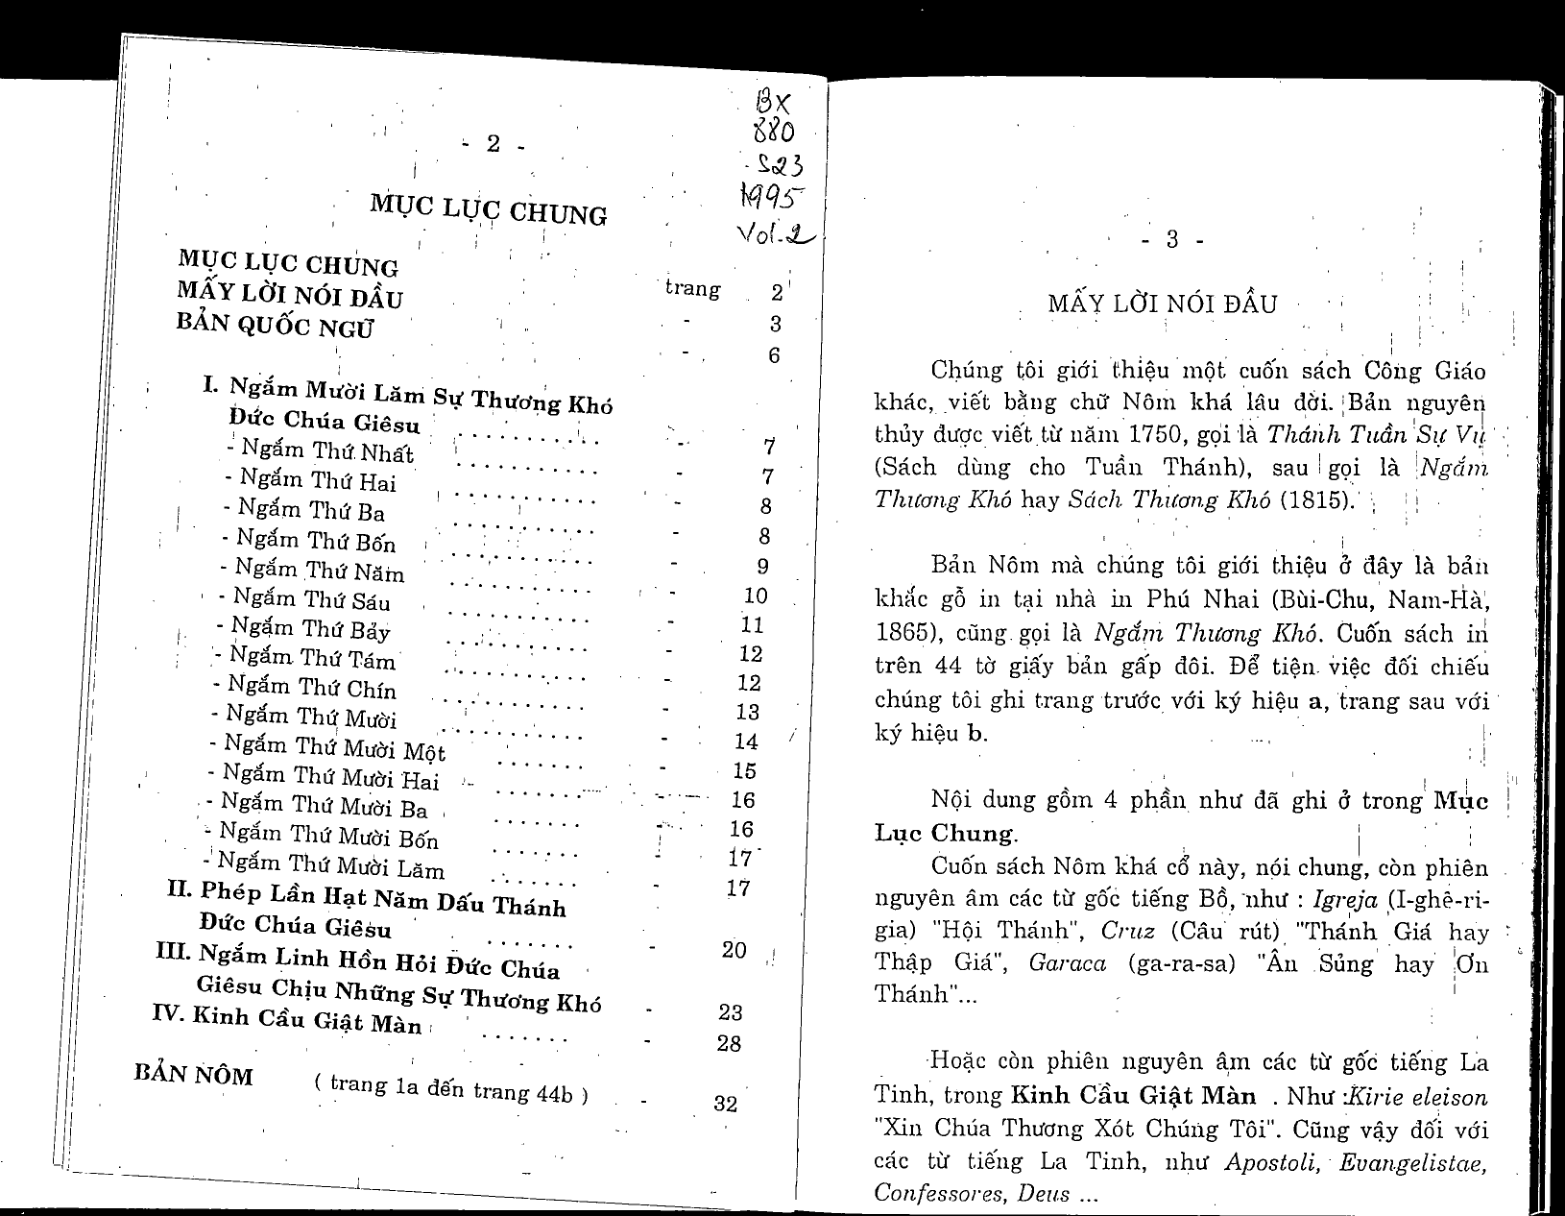 - 2 -
BX
880
.S23
1995
Vol.2
MỤC LỤC CHUNG
MỤC LỤC CHUNG trang 2
MẤY LỜI NÓI ĐẦU - 3
BẢN QUỐC NGỮ - 6
I. Ngắm Mười Lăm Sự Thương Khó
Đức Chúa Giêsu .......... - 7
- Ngắm Thứ Nhất .......... - 7
- Ngắm Thứ Hai .......... - 8
- Ngắm Thứ Ba .......... - 8
- Ngắm Thứ Bốn .......... - 9
- Ngắm Thứ Năm .......... - 10
- Ngắm Thứ Sáu .......... - 11
- Ngắm Thứ Bảy .......... - 12
- Ngắm Thứ Tám .......... - 12
- Ngắm Thứ Chín .......... - 13
- Ngắm Thứ Mười .......... - 14
- Ngắm Thứ Mười Một ....... - 15
- Ngắm Thứ Mười Hai ....... - 16
- Ngắm Thứ Mười Ba ....... - 16
- Ngắm Thứ Mười Bốn ....... - 17
- Ngắm Thứ Mười Lăm ....... - 17
II. Phép Lần Hạt Năm Dấu Thánh
Đức Chúa Giêsu ....... - 20
III. Ngắm Linh Hồn Hỏi Đức Chúa
Giêsu Chịu Những Sự Thương Khó - 23
IV. Kinh Cầu Giật Màn ....... - 28
BẢN NÔM ( trang 1a đến trang 44b ) - 32
- 3 -
MẤY LỜI NÓI ĐẦU
Chúng tôi giới thiệu một cuốn sách Công Giáo
khác, viết bằng chữ Nôm khá lâu đời. Bản nguyên
thủy được viết từ năm 1750, gọi là Thánh Tuần Sự Vụ
(Sách dùng cho Tuần Thánh), sau gọi là Ngắm
Thương Khó hay Sách Thương Khó (1815).
Bản Nôm mà chúng tôi giới thiệu ở đây là bản
khắc gỗ in tại nhà in Phú Nhai (Bùi-Chu, Nam-Hà,
1865), cũng gọi là Ngắm Thương Khó. Cuốn sách in
trên 44 tờ giấy bản gấp đôi. Để tiện việc đối chiếu
chúng tôi ghi trang trước với ký hiệu a, trang sau với
ký hiệu b.
Nội dung gồm 4 phần như đã ghi ở trong Mục
Lục Chung.
Cuốn sách Nôm khá cổ này, nói chung, còn phiên
nguyên âm các từ gốc tiếng Bồ, như : Igreja (I-ghê-ri-
gia) "Hội Thánh", Cruz (Câu rút) "Thánh Giá hay
Thập Giá", Garaca (ga-ra-sa) "Ân Sủng hay Ơn
Thánh"...
Hoặc còn phiên nguyên âm các từ gốc tiếng La
Tinh, trong Kinh Cầu Giật Màn . Như :Kirie eleison
"Xin Chúa Thương Xót Chúng Tôi". Cũng vậy đối với
các từ tiếng La Tinh, như Apostoli, Evangelistae,
Confessores, Deus ...